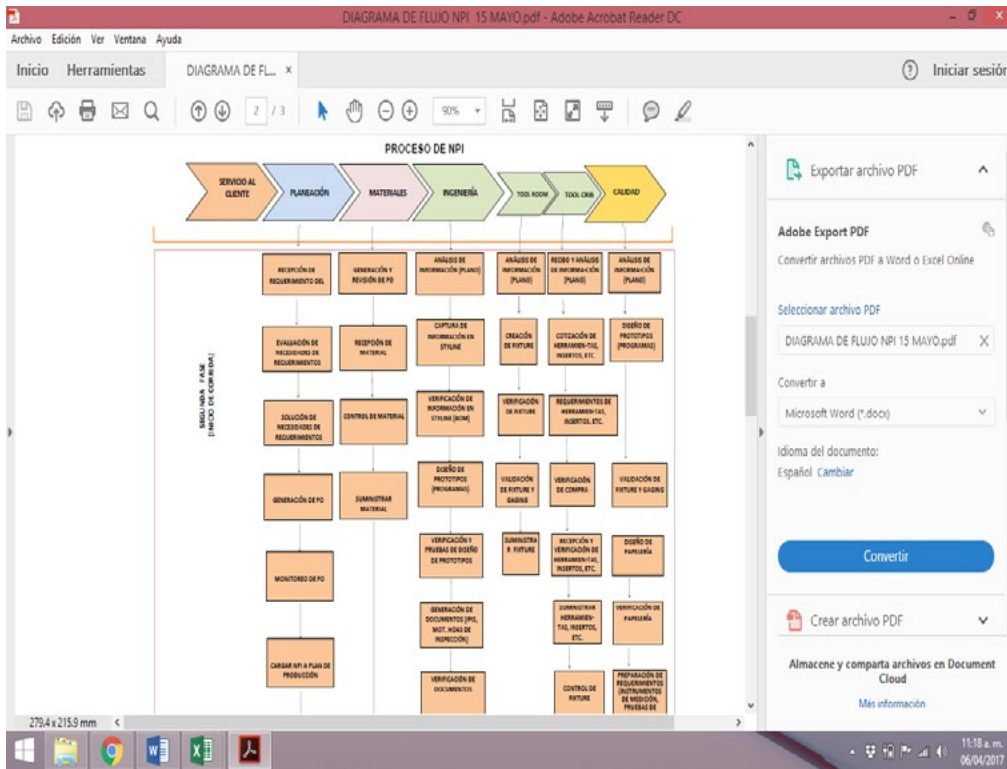 DIAGRAMA DE FLUJO NPI 15 MAYO.pdf - Adobe Acrobat Reader DC
Archivo Edición Ver Ventana Ayuda
Inicio Herramientas DIAGRAMA DE FL... × Iniciar sesión
2 / 3 90%
PROCESO DE NPI
SERVICIO AL
CLIENTE
PLANEACIÓN
MATERIALES
INGENIERÍA
TOOL ROOM
TOOL CRIB
CALIDAD
SEGUNDA FASE
(INICIO DE CORRIDA)
RECEPCIÓN DE
REQUERIMIENTO DEL
EVALUACIÓN DE
NECESIDADES DE
REQUERIMIENTOS
SOLUCIÓN DE
NECESIDADES DE
REQUERIMIENTOS
GENERACIÓN DE PO
MONITOREO DE PO
CARGAR NPI A PLAN DE
PRODUCCIÓN
GENERACIÓN Y
REVISIÓN DE PO
RECEPCIÓN DE
MATERIAL
CONTROL DE MATERIAL
SUMINISTRAR
MATERIAL
ANÁLISIS DE
INFORMACIÓN (PLANO)
CAPTURA DE
INFORMACIÓN EN
STYLINE
VERIFICACIÓN DE
INFORMACIÓN EN
STYLINE (BOM)
DISEÑO DE
PROTOTIPOS
(PROGRAMAS)
VERIFICACIÓN Y
PRUEBAS DE DISEÑO
DE PROTOTIPOS
GENERACIÓN DE
DOCUMENTOS (IPIS,
MOT, HOAS DE
INSPECCIÓN)
VERIFICACIÓN DE
DOCUMENTOS
ANÁLISIS DE
INFORMACIÓN
(PLANO)
CREACIÓN
DE FIXTURE
VERIFICACIÓN
DE FIXTURE
VALIDACIÓN
DE FIXTURE Y
GAGING
SUMINISTRA
R FIXTURE
RECIBO Y ANÁLISIS
DE INFORMA-CIÓN
(PLANO)
COTIZACIÓN DE
HERRAMIEN-TAS,
INSERTOS, ETC.
REQUERIMIENTOS DE
HERRAMIEN-TAS,
INSERTOS, ETC.
VERIFICACIÓN
DE COMPRA
RECEPCIÓN Y
VERIFICACIÓN DE
HERRAMIEN-TAS,
INSERTOS, ETC.
SUMINISTRAR
HERRAMIEN-
TAS, INSERTOS,
ETC.
CONTROL DE
FIXTURE
ANÁLISIS DE
INFORMA-CIÓN
(PLANO)
DISEÑO DE
PROTOTIPOS
(PROGRAMAS)
VALIDACIÓN DE
FIXTURE Y GAGING
DISEÑO DE
PAPELERÍA
VERIFICACIÓN DE
PAPELERÍA
PREPARACIÓN DE
REQUERIMIENTOS
(INSTRUMENTOS
DE MEDICIÓN,
PRUEBAS DE
279.4 x 215.9 mm
Exportar archivo PDF
Adobe Export PDF
Convertir archivos PDF a Word o Excel Online
Seleccionar archivo PDF
DIAGRAMA DE FLUJO NPI 15 MAYO.pdf X
Convertir a
Microsoft Word (*.docx)
Idioma del documento:
Español Cambiar
Convertir
Crear archivo PDF
Almacene y comparta archivos en Document
Cloud
Más información
11:18 a. m.
06/04/2017